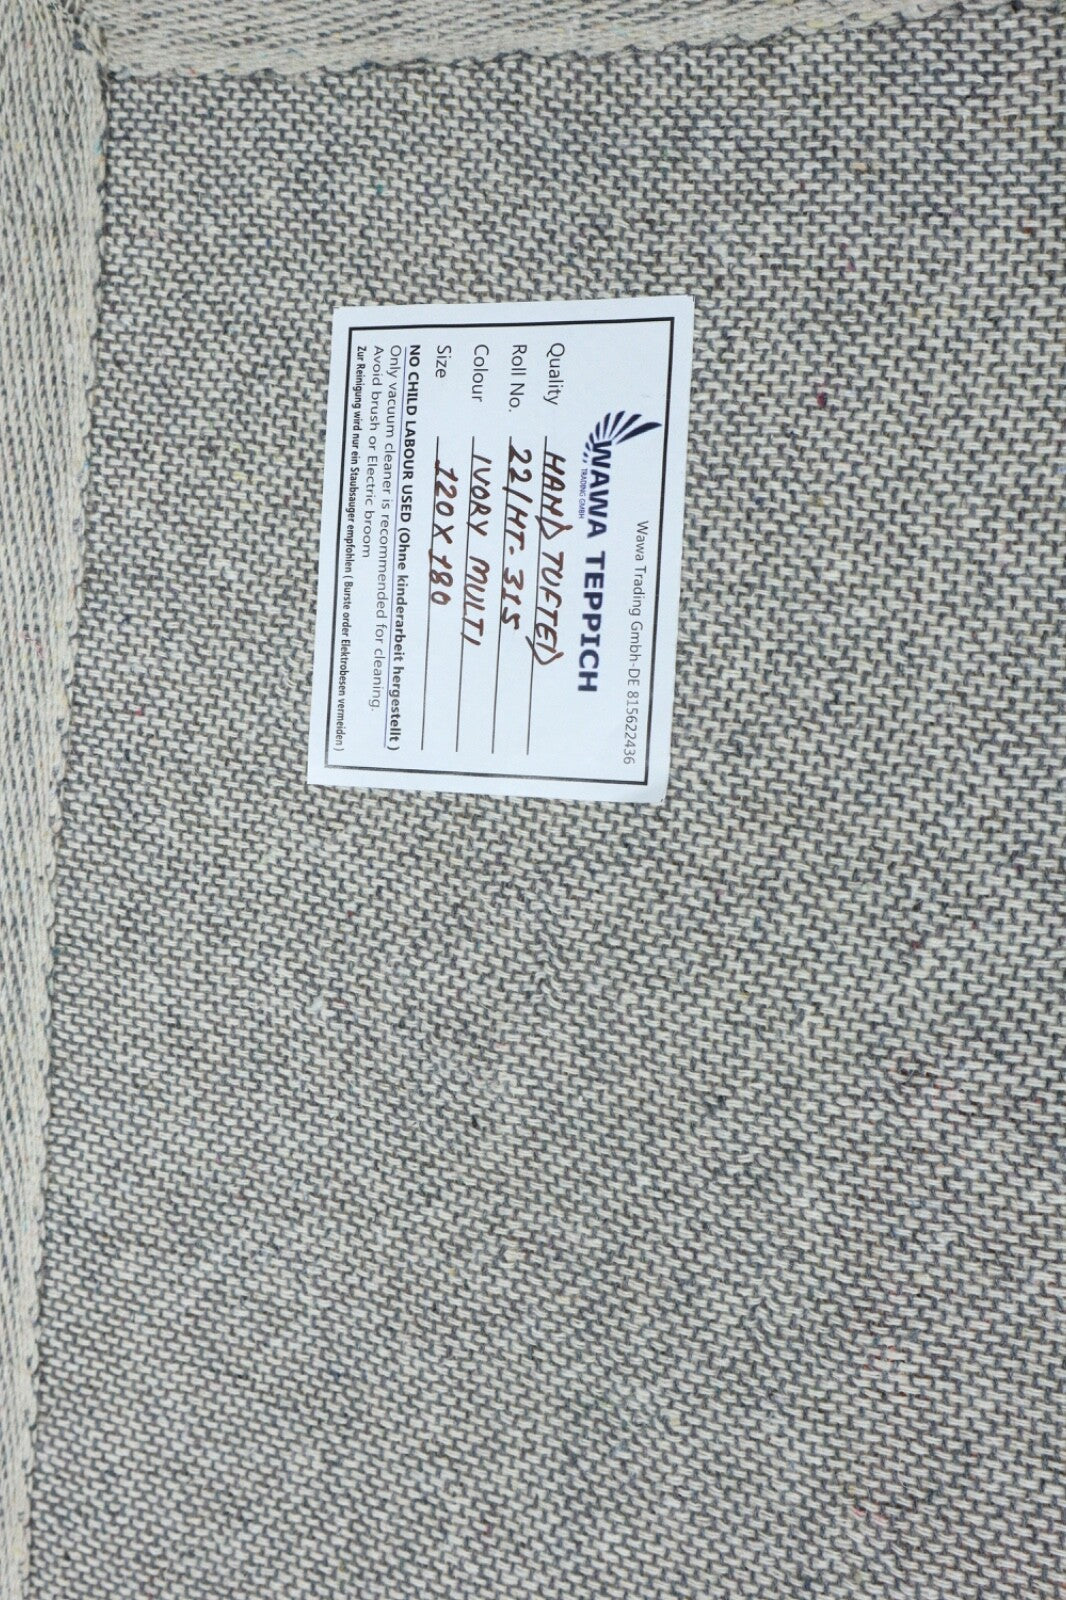 Wawa Trading Gmbh-DE 815622436
WAWA TEPPICH
TRADING GMBH
Quality HAND TUFTED
Roll No. 22/HT-315
Colour IVORY MULTI
Size 120 X 180
NO CHILD LABOUR USED (Ohne kinderarbeit hergestellt)
Only vacuum cleaner is recommended for cleaning.
Avoid brush or Electric broom
Zur Reinigung wird nur ein Staubsauger empfohlen ( Burste order Elektrobesen vermeiden )